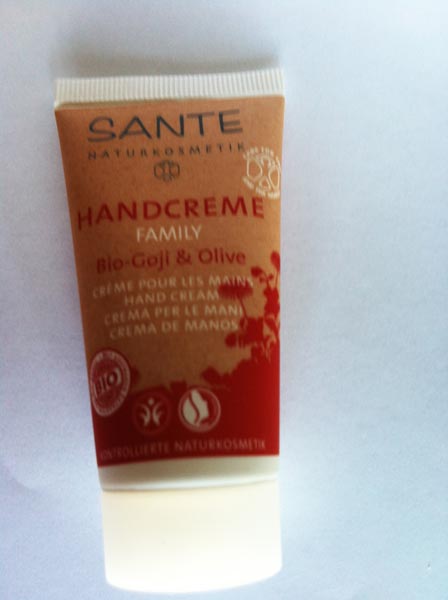 SANTE
NATURKOSMETIK
HANDCREME
FAMILY
Bio-Goji & Olive
CRÈME POUR LES MAINS
HAND CREAM
CREMA PER LE MANI
CREMA DE MANOS
BIO
KONTROLLIERTE NATURKOSMETIK